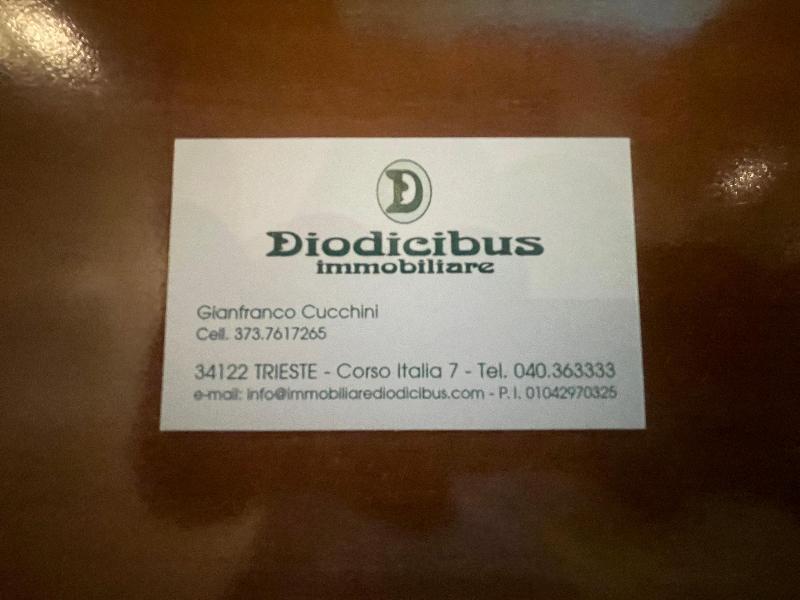 D
Diodicibus
immobiliare
Gianfranco Cucchini
Cell. 373.7617265
34122 TRIESTE - Corso Italia 7 - Tel. 040.363333
e-mail: info@immobiliarediodicibus.com - P. I. 01042970325